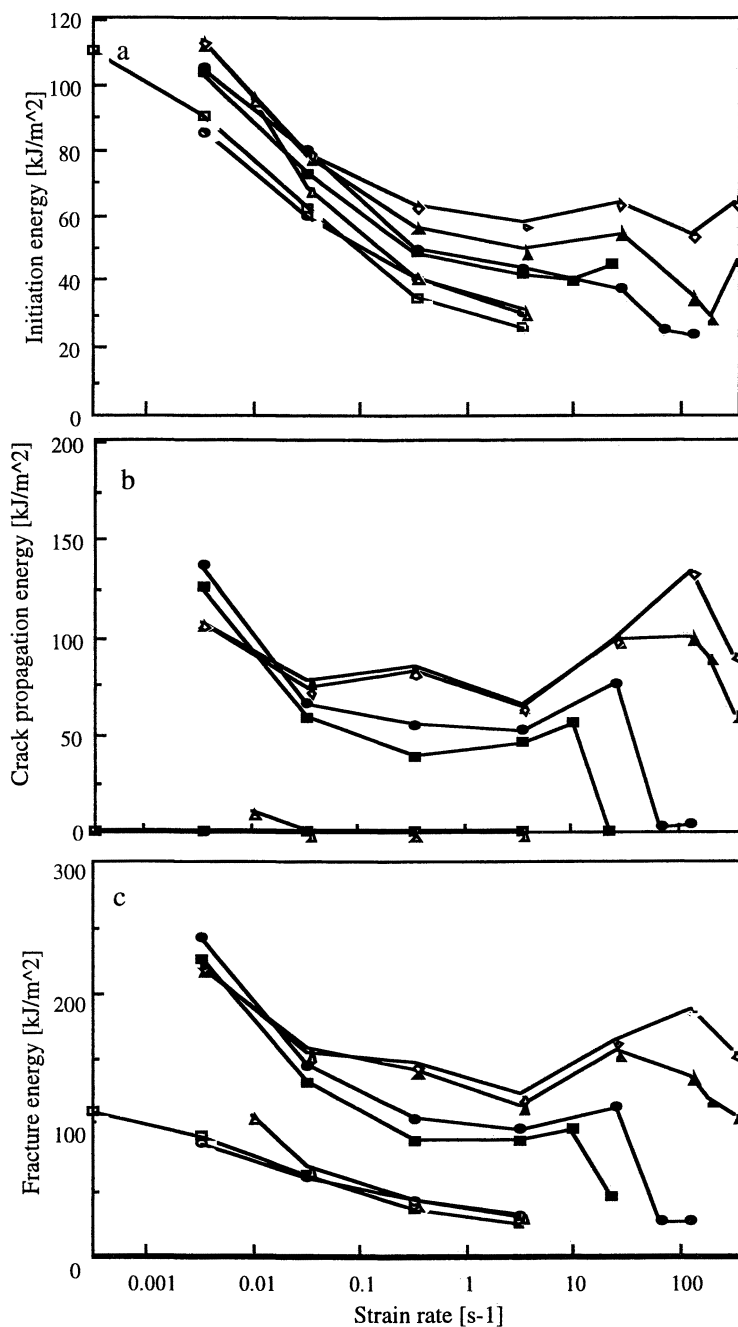 120
a
100
80
60
40
20
0
Initiation energy [kJ/m^2]
200
b
150
100
50
0
Crack propagation energy [kJ/m^2]
300
c
200
100
0
Fracture energy [kJ/m^2]
0.001 0.01 0.1 1 10 100
Strain rate [s-1]